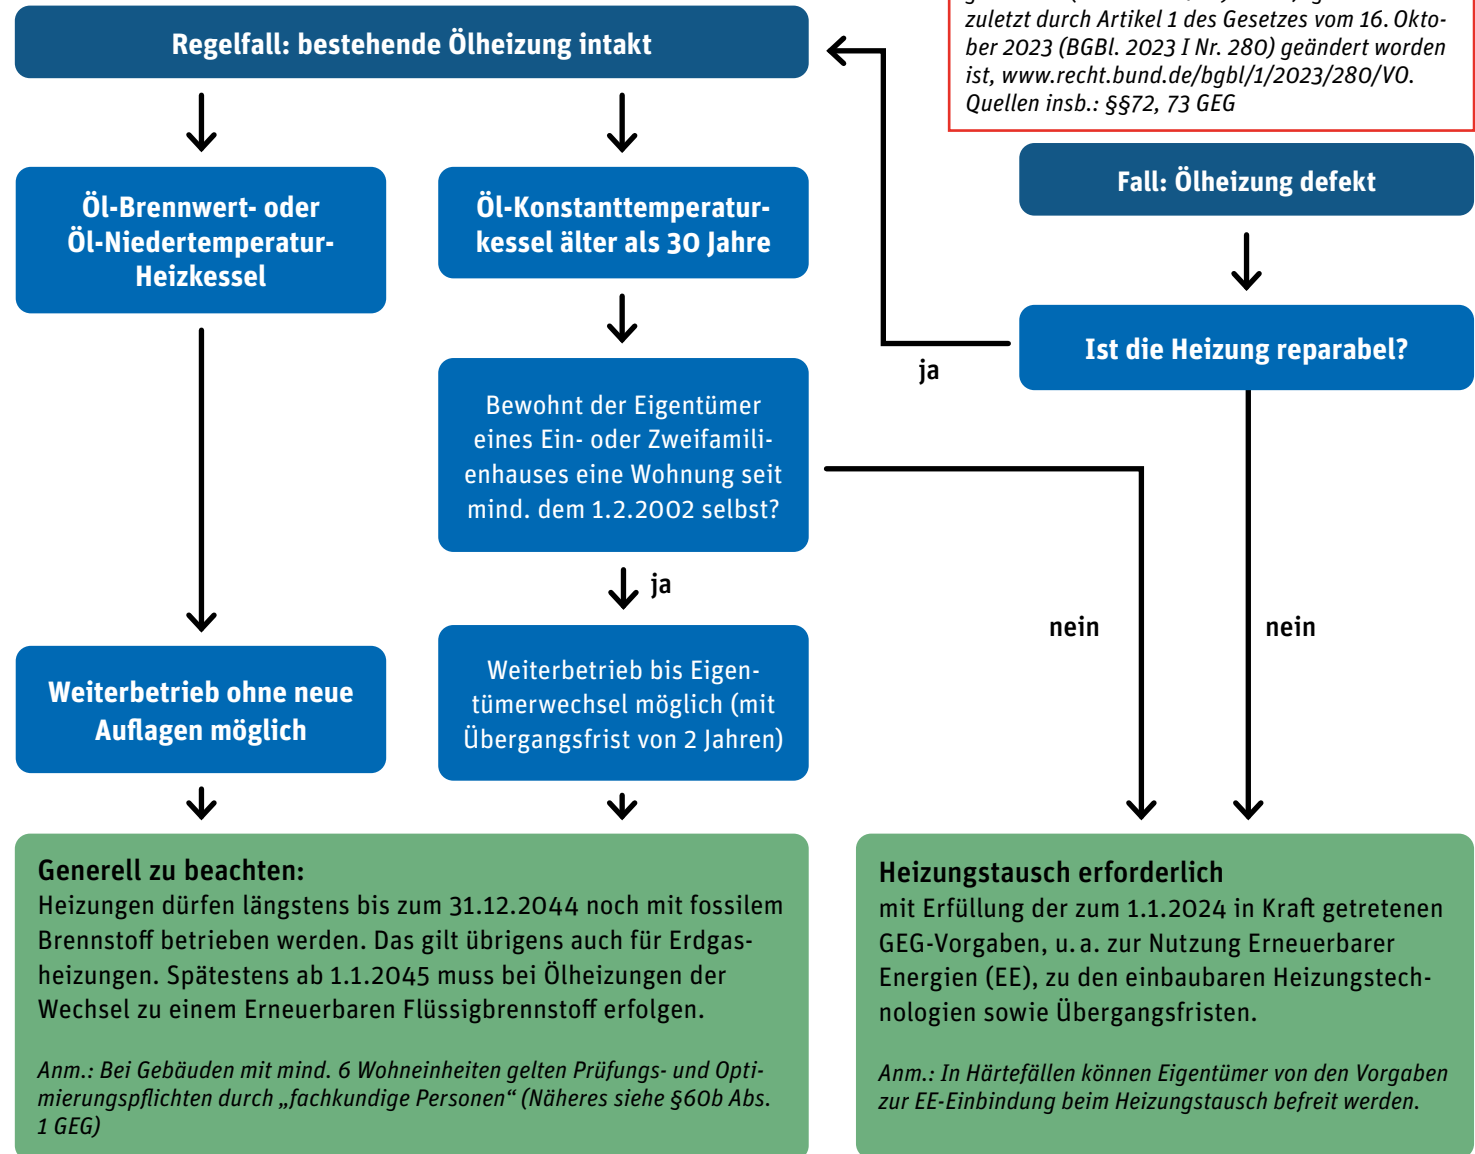 zuletzt durch Artikel 1 des Gesetzes vom 16. Okto-
ber 2023 (BGBl. 2023 I Nr. 280) geändert worden
ist, www.recht.bund.de/bgbl/1/2023/280/VO.
Quellen insb.: §§72, 73 GEG
Regelfall: bestehende Ölheizung intakt
Öl-Brennwert- oder
Öl-Niedertemperatur-
Heizkessel
Weiterbetrieb ohne neue
Auflagen möglich
Öl-Konstanttemperatur-
kessel älter als 30 Jahre
Bewohnt der Eigentümer
eines Ein- oder Zweifamili-
enhauses eine Wohnung seit
mind. dem 1.2.2002 selbst?
ja
Weiterbetrieb bis Eigen-
tümerwechsel möglich (mit
Übergangsfrist von 2 Jahren)
Fall: Ölheizung defekt
Ist die Heizung reparabel?
ja
nein
nein
Generell zu beachten:
Heizungen dürfen längstens bis zum 31.12.2044 noch mit fossilem
Brennstoff betrieben werden. Das gilt übrigens auch für Erdgas-
heizungen. Spätestens ab 1.1.2045 muss bei Ölheizungen der
Wechsel zu einem Erneuerbaren Flüssigbrennstoff erfolgen.
Anm.: Bei Gebäuden mit mind. 6 Wohneinheiten gelten Prüfungs- und Opti-
mierungspflichten durch „fachkundige Personen“ (Näheres siehe §60b Abs.
1 GEG)
Heizungstausch erforderlich
mit Erfüllung der zum 1.1.2024 in Kraft getretenen
GEG-Vorgaben, u. a. zur Nutzung Erneuerbarer
Energien (EE), zu den einbaubaren Heizungstech-
nologien sowie Übergangsfristen.
Anm.: In Härtefällen können Eigentümer von den Vorgaben
zur EE-Einbindung beim Heizungstausch befreit werden.